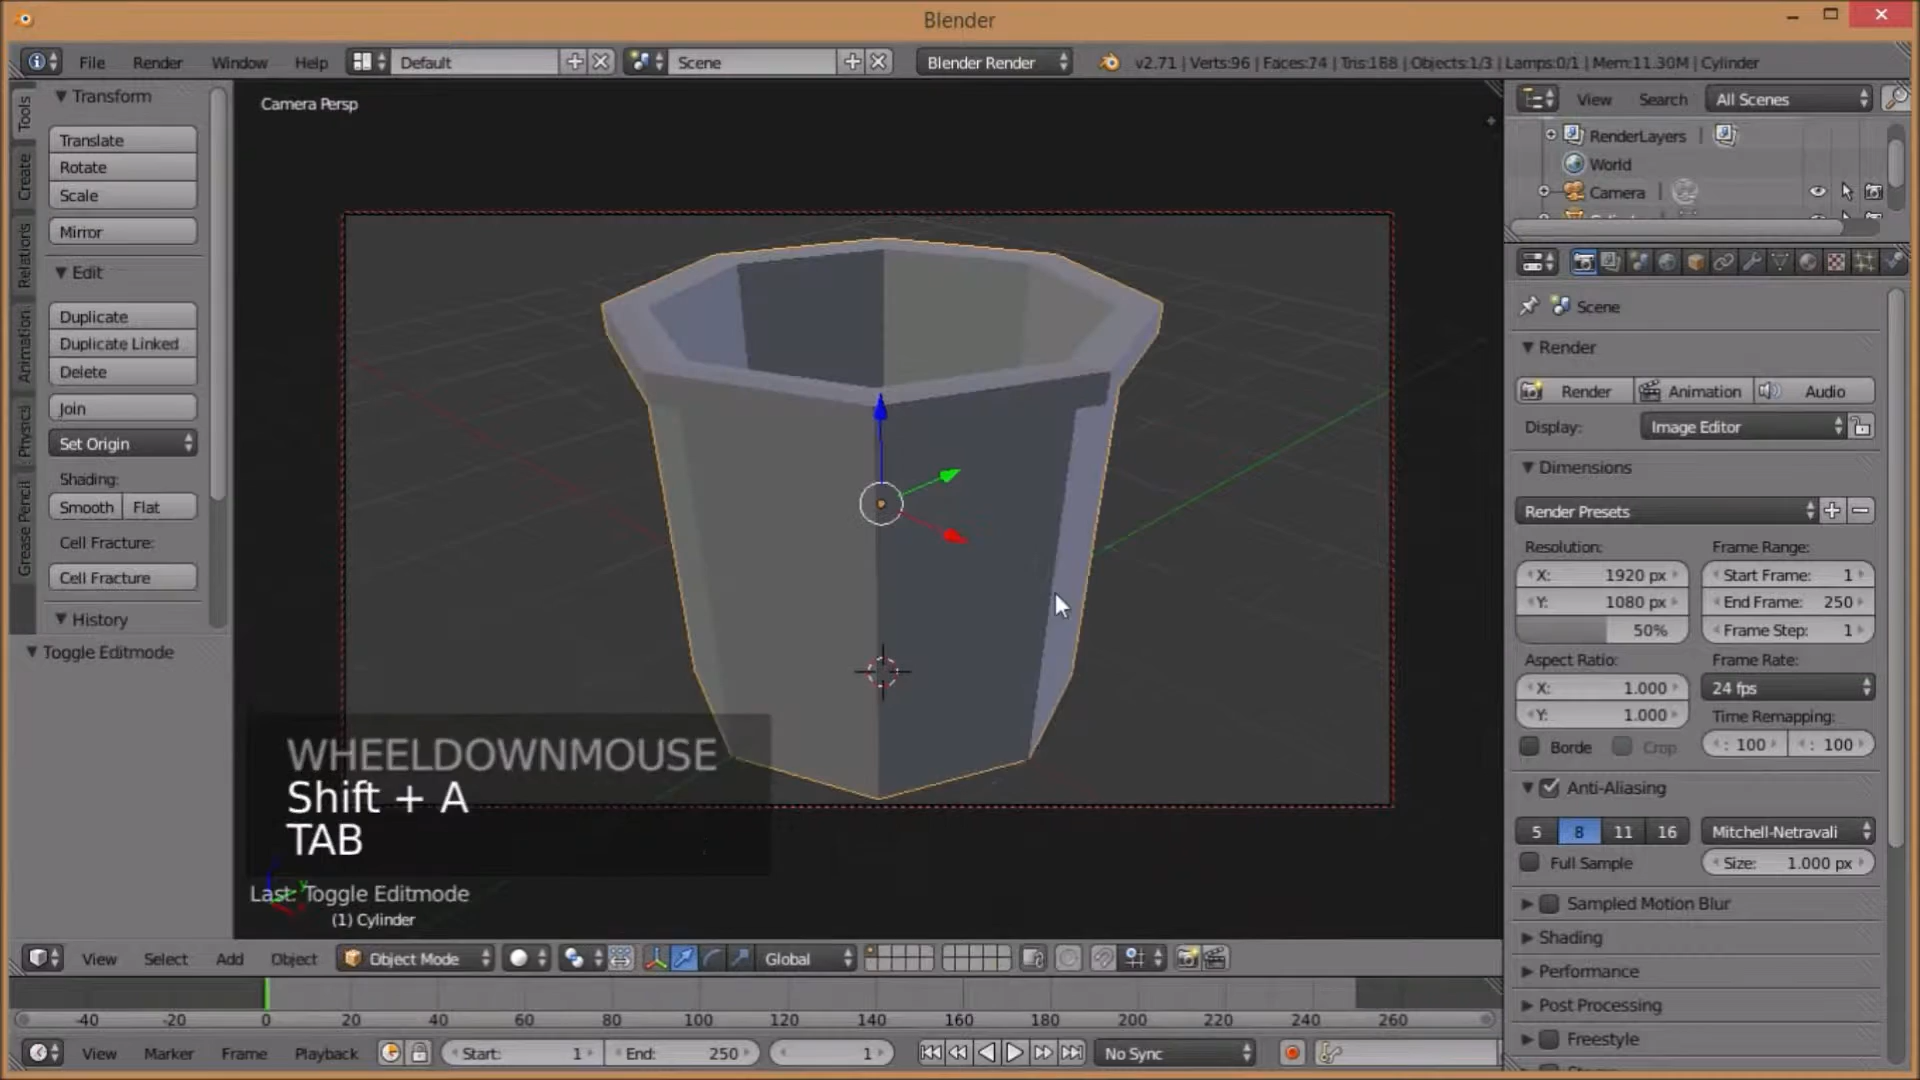 Blender
File Render Window Help Default Scene Blender Render v2.71 | Verts:96 | Faces:74 | Tris:188 | Objects:1/3 | Lamps:0/1 | Mem:11.30M | Cylinder
Tools
Create
Relations
Animation
Physics
Grease Pencil
Transform
Translate
Rotate
Scale
Mirror
Edit
Duplicate
Duplicate Linked
Delete
Join
Set Origin
Shading:
Smooth Flat
Cell Fracture:
Cell Fracture
History
Toggle Editmode
Camera Persp
WHEELDOWNMOUSE
Shift + A
TAB
Last: Toggle Editmode
(1) Cylinder
View Select Add Object Object Mode Global
-40 -20 0 20 40 60 80 100 120 140 160 180 200 220 240 260
View Marker Frame Playback Start: 1 End: 250 1 No Sync
View Search All Scenes
RenderLayers
World
Camera
Scene
Render
Render Animation Audio
Display: Image Editor
Dimensions
Render Presets
Resolution: Frame Range:
X: 1920 px Start Frame: 1
Y: 1080 px End Frame: 250
50% Frame Step: 1
Aspect Ratio: Frame Rate:
X: 1.000 24 fps
Y: 1.000 Time Remapping:
Borde Crop : 100 : 100
Anti-Aliasing
5 8 11 16 Mitchell-Netravali
Full Sample Size: 1.000 px
Sampled Motion Blur
Shading
Performance
Post Processing
Freestyle